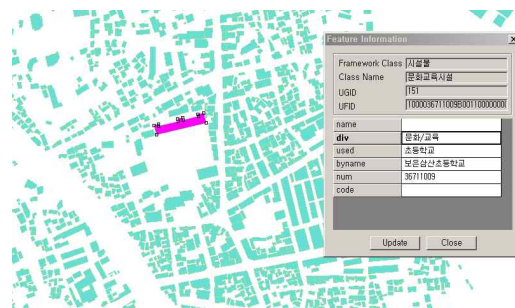 Feature Information
Framework Class 시설물
Class Name 문화교육시설
UGID 151
UFID
name
div 문화/교육
used 초등학교
byname 보은삼산초등학교
num 36711009
code
Update Close